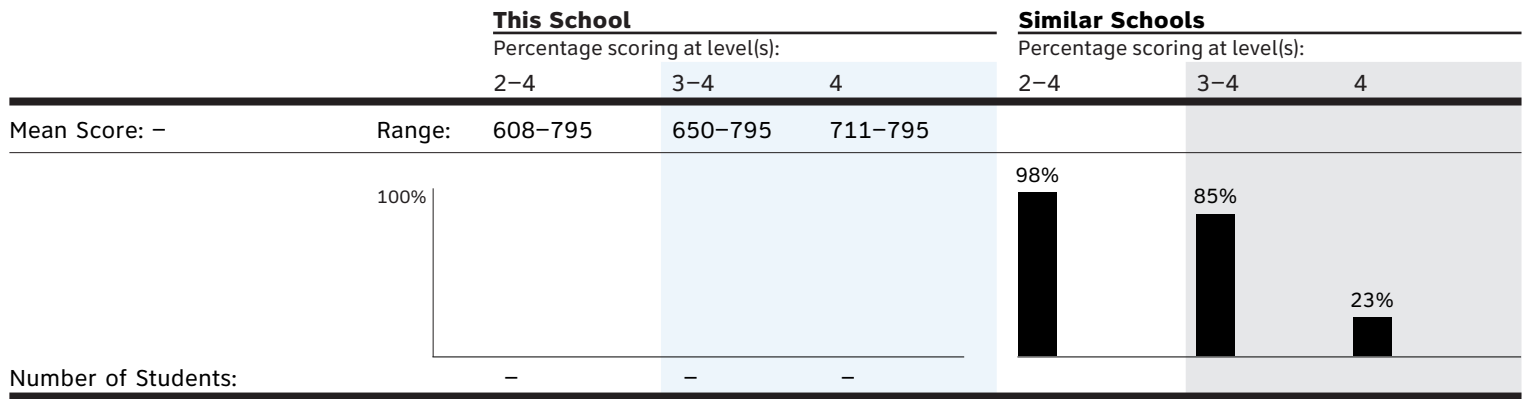 This School Similar Schools
Percentage scoring at level(s): Percentage scoring at level(s):
2–4 3–4 4 2–4 3–4 4
Mean Score: – Range: 608–795 650–795 711–795
98%
100% 85%
23%
Number of Students: – – –